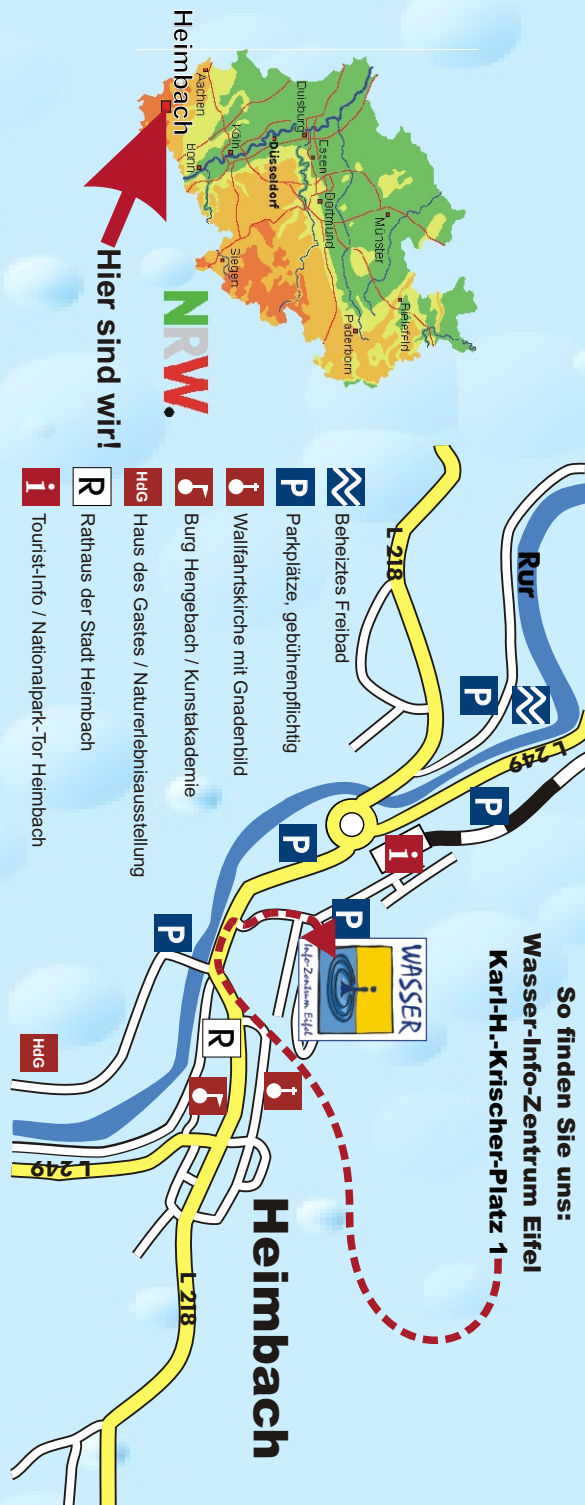 So finden Sie uns:
Wasser-Info-Zentrum Eifel
Karl-H.-Krischer-Platz 1
Heimbach
Aachen
Köln
Bonn
Duisburg
Essen
Düsseldorf
Dortmund
Münster
Siegen
Bielefeld
Paderborn
NRW.
Hier sind wir!
Beheiztes Freibad
P Parkplätze, gebührenpflichtig
Wallfahrtskirche mit Gnadenbild
Burg Hengebach / Kunstakademie
HdG Haus des Gastes / Naturerlebnisausstellung
R Rathaus der Stadt Heimbach
i Tourist-Info / Nationalpark-Tor Heimbach
Rur
L 218
L 249
P
P
P
P
P
i
WASSER
i
Info-Zentrum Eifel
R
HdG
L 249
L 218
Heimbach